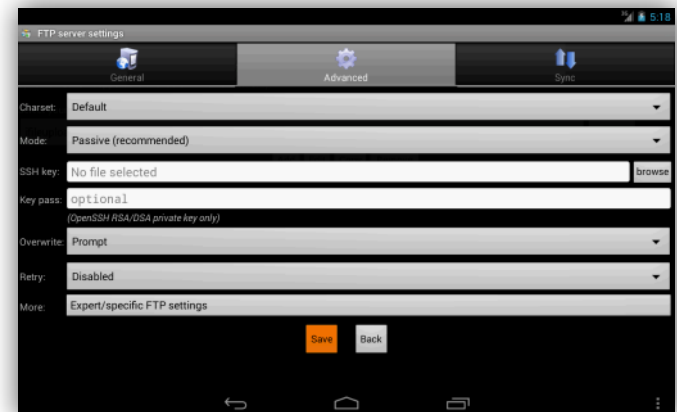 3G 5:18
FTP server settings
General Advanced Sync
Charset: Default
Mode: Passive (recommended)
SSH key: No file selected browse
Key pass: optional
(OpenSSH RSA/DSA private key only)
Overwrite: Prompt
Retry: Disabled
More: Expert/specific FTP settings
Save Back